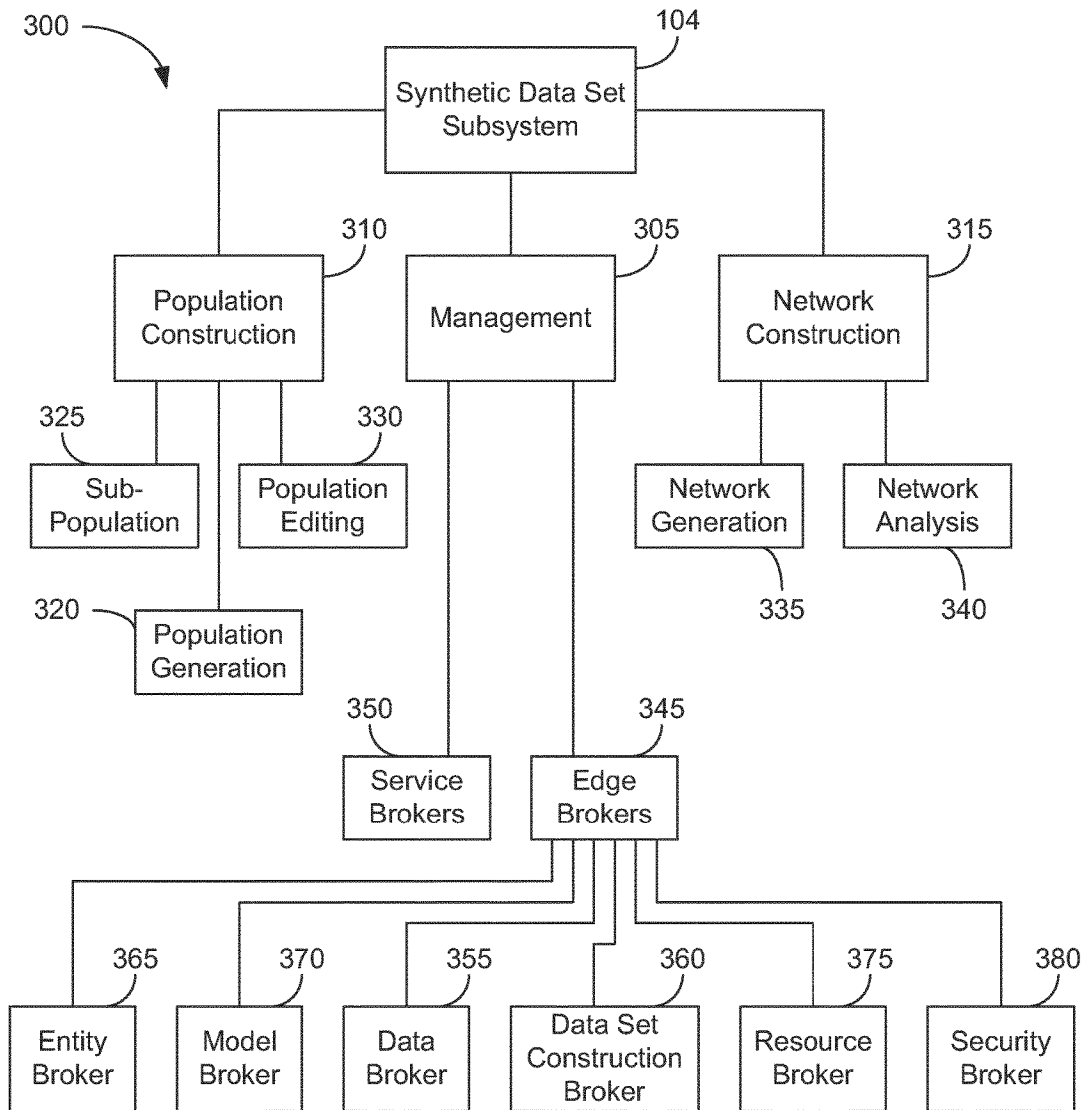 300
104
Synthetic Data Set
Subsystem
310
305
315
Population
Construction
Management
Network
Construction
325
330
Sub-
Population
Population
Editing
Network
Generation
Network
Analysis
335
340
320
Population
Generation
350
345
Service
Brokers
Edge
Brokers
365
370
355
360
375
380
Entity
Broker
Model
Broker
Data
Broker
Data Set
Construction
Broker
Resource
Broker
Security
Broker